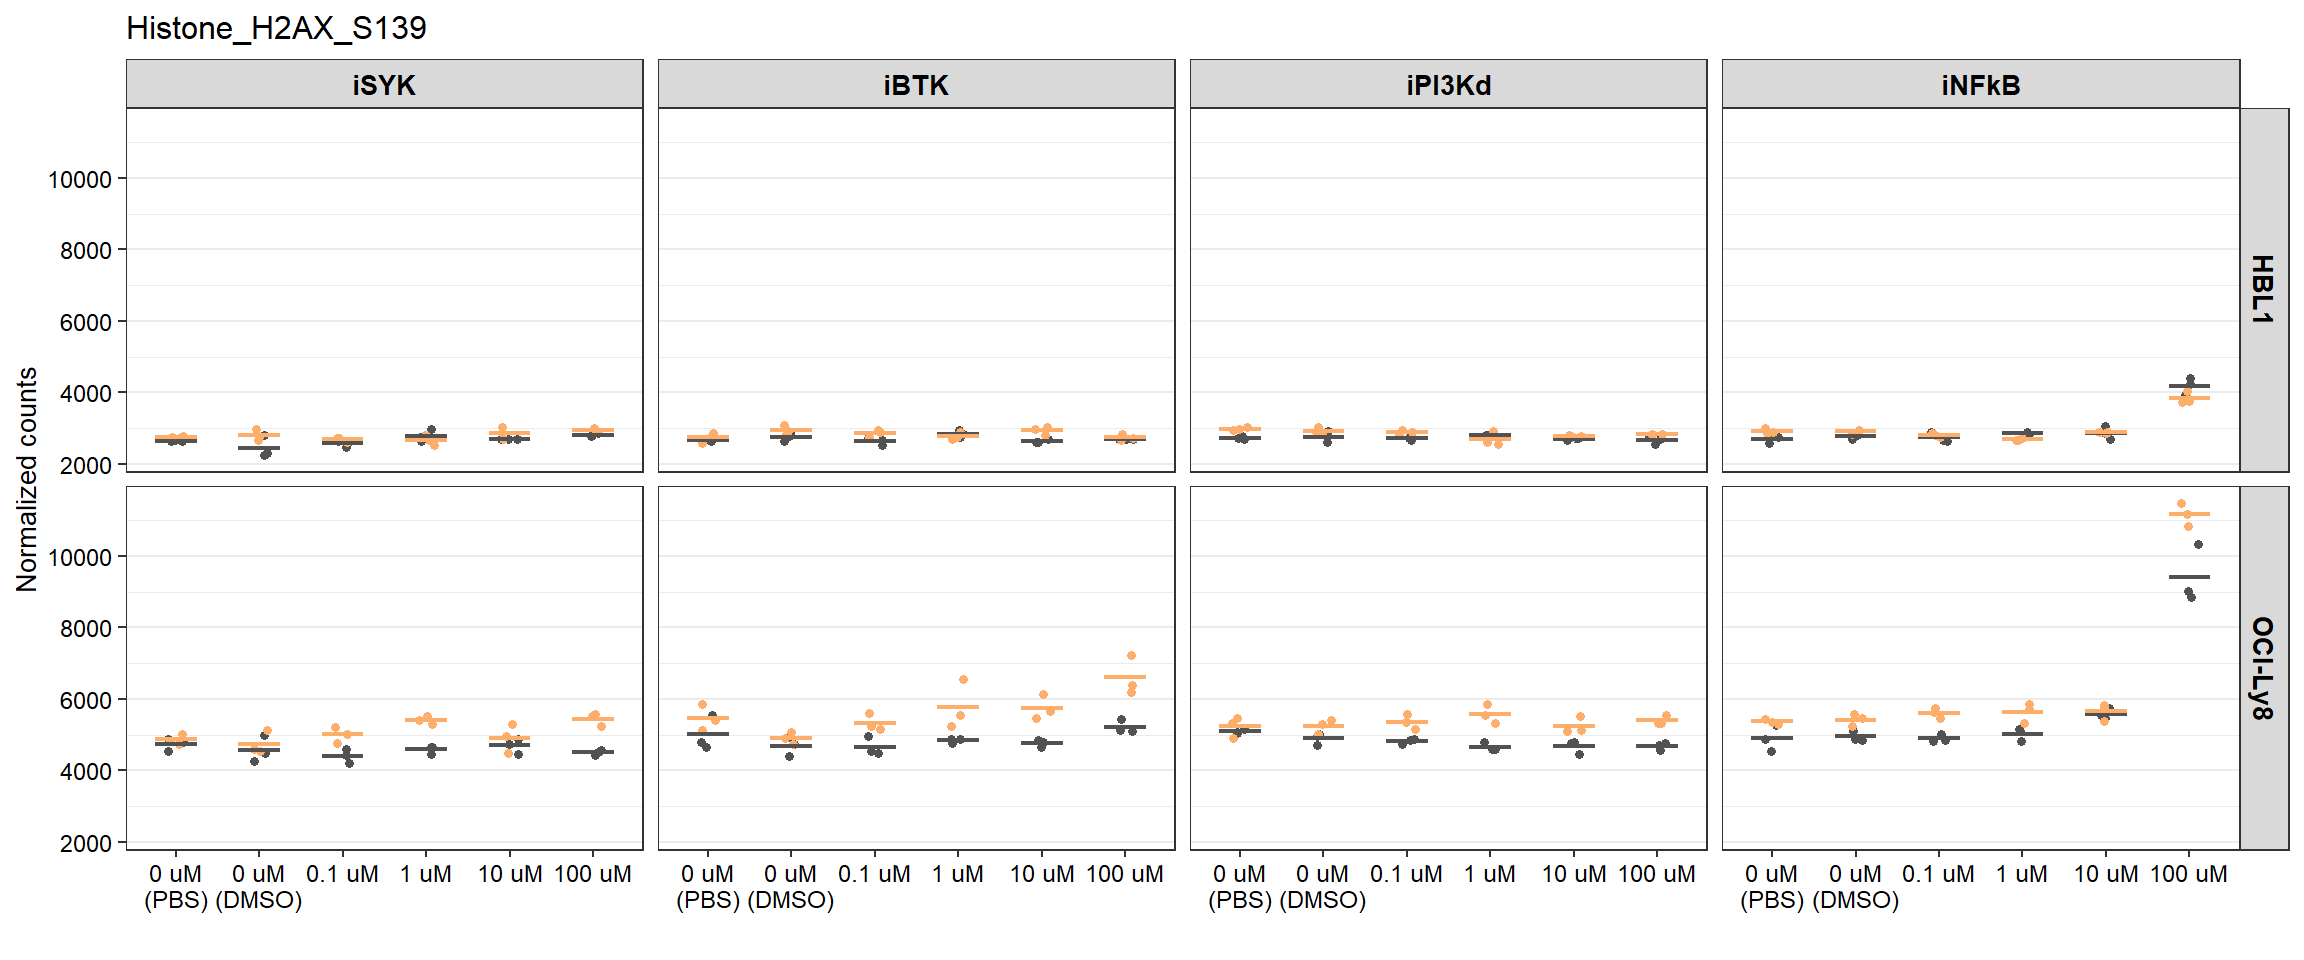 Histone_H2AX_S139
iSYK iBTK iPI3Kd iNFkB
HBL1
10000
8000
6000
4000
2000
Normalized counts
OCI-Ly8
10000
8000
6000
4000
2000
0 uM 0 uM 0.1 uM 1 uM 10 uM 100 uM 0 uM 0 uM 0.1 uM 1 uM 10 uM 100 uM 0 uM 0 uM 0.1 uM 1 uM 10 uM 100 uM 0 uM 0 uM 0.1 uM 1 uM 10 uM 100 uM
(PBS) (DMSO) (PBS) (DMSO) (PBS) (DMSO) (PBS) (DMSO)